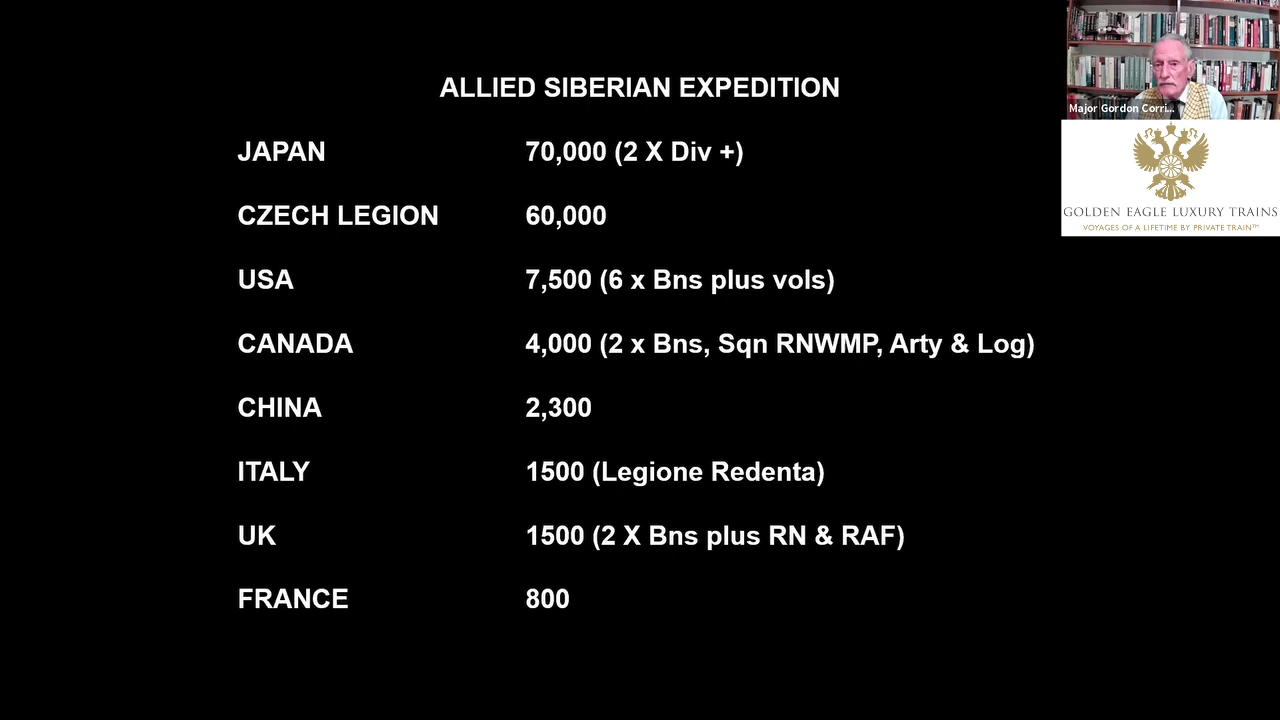 ALLIED SIBERIAN EXPEDITION
JAPAN 70,000 (2 X Div +)
CZECH LEGION 60,000
USA 7,500 (6 x Bns plus vols)
CANADA 4,000 (2 x Bns, Sqn RNWMP, Arty & Log)
CHINA 2,300
ITALY 1500 (Legione Redenta)
UK 1500 (2 X Bns plus RN & RAF)
FRANCE 800
Major Gordon Corri...
GOLDEN EAGLE LUXURY TRAINS
VOYAGES OF A LIFETIME BY PRIVATE TRAIN™